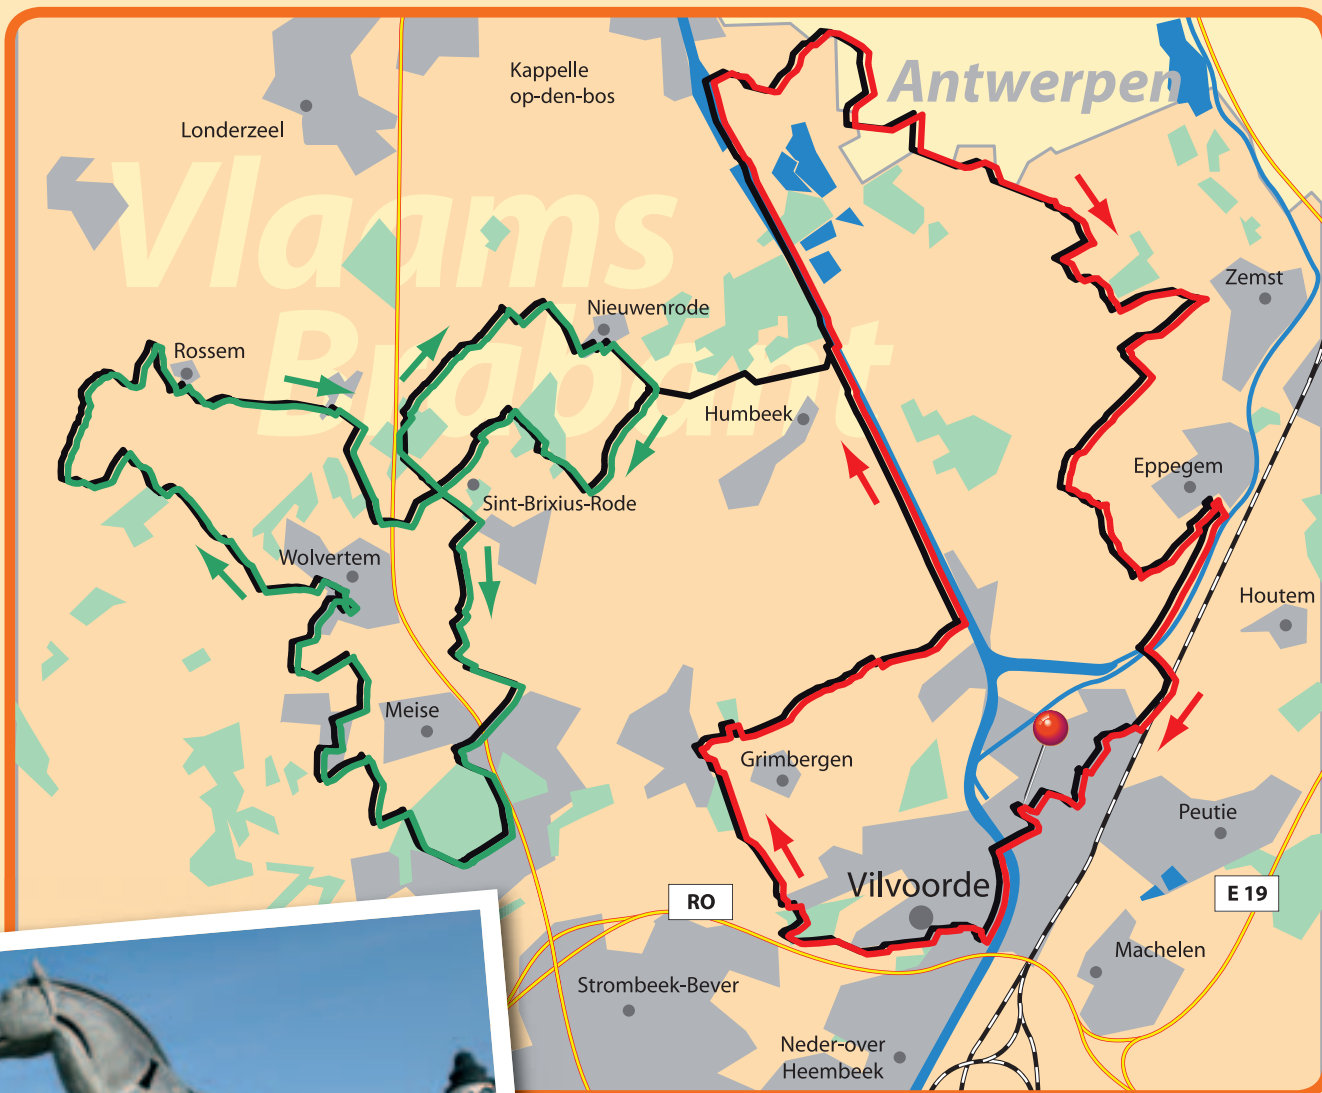 Kappelle
op-den-bos
Antwerpen
Londerzeel
Vlaams
Brabant
Zemst
Nieuwenrode
Rossem
Humbeek
Eppegem
Sint-Brixius-Rode
Wolvertem
Houtem
Meise
Grimbergen
Peutie
Vilvoorde
RO
E 19
Machelen
Strombeek-Bever
Neder-over
Heembeek